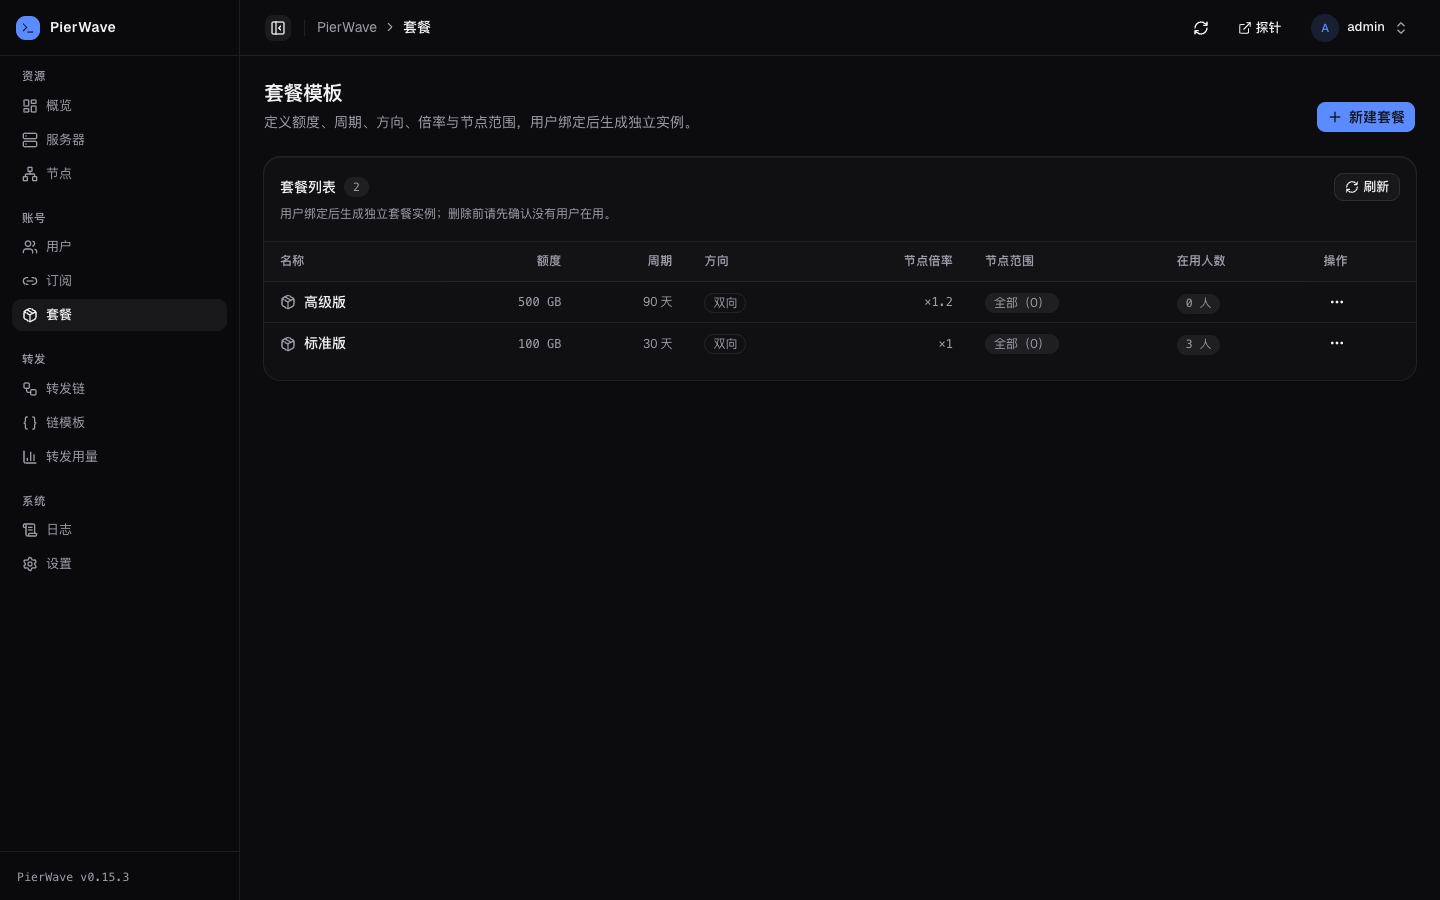 PierWave
PierWave > 套餐
探针
A admin
资源
概览
服务器
节点
账号
用户
订阅
套餐
转发
转发链
链模板
转发用量
系统
日志
设置
PierWave v0.15.3
套餐模板
定义额度、周期、方向、倍率与节点范围，用户绑定后生成独立实例。
+ 新建套餐
套餐列表 2
刷新
用户绑定后生成独立套餐实例；删除前请先确认没有用户在用。
名称 额度 周期 方向 节点倍率 节点范围 在用人数 操作
高级版 500 GB 90 天 双向 ×1.2 全部（0） 0 人 ···
标准版 100 GB 30 天 双向 ×1 全部（0） 3 人 ···